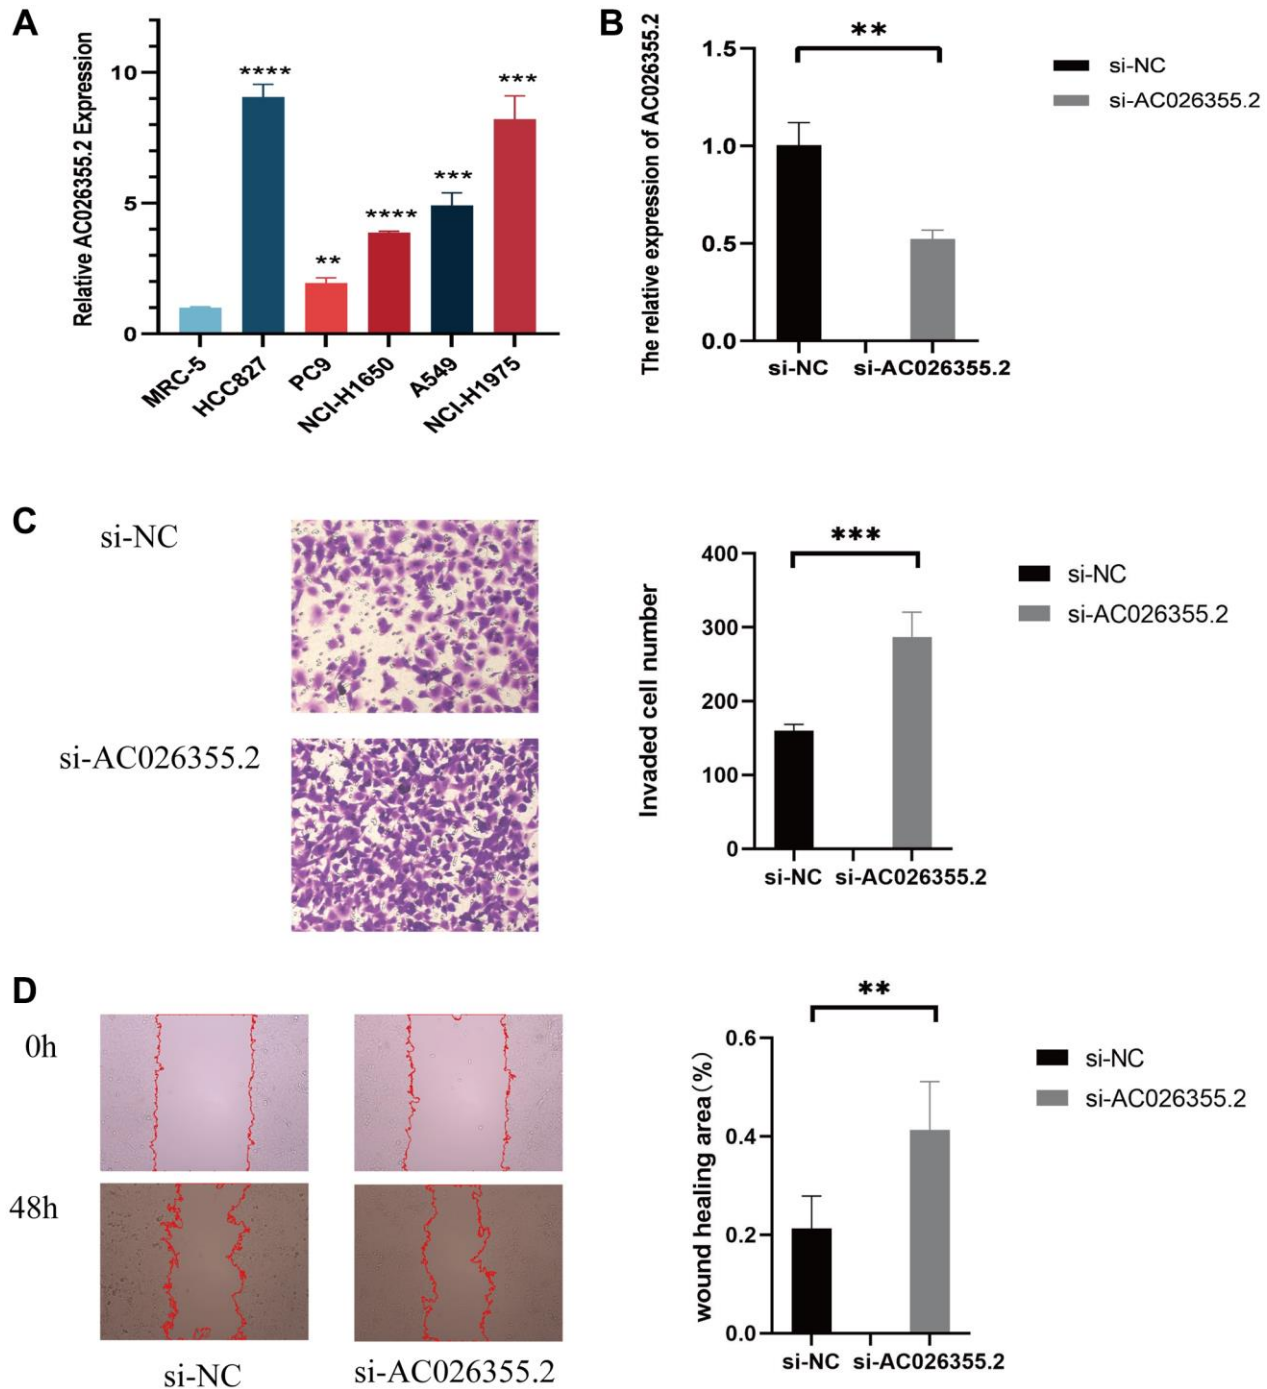 A
Relative AC026355.2 Expression
10
5
0
****
**
****
***
***
MRC-5
HCC827
PC9
NCI-H1650
A549
NCI-H1975
B
The relative expression of AC026355.2
1.5
1.0
0.5
0.0
**
si-NC
si-AC026355.2
si-NC
si-AC026355.2
C
si-NC
si-AC026355.2
Invaded cell number
400
300
200
100
0
***
si-NC
si-AC026355.2
si-NC
si-AC026355.2
D
0h
48h
si-NC
si-AC026355.2
wound healing area(%)
0.6
0.4
0.2
0.0
**
si-NC
si-AC026355.2
si-NC
si-AC026355.2